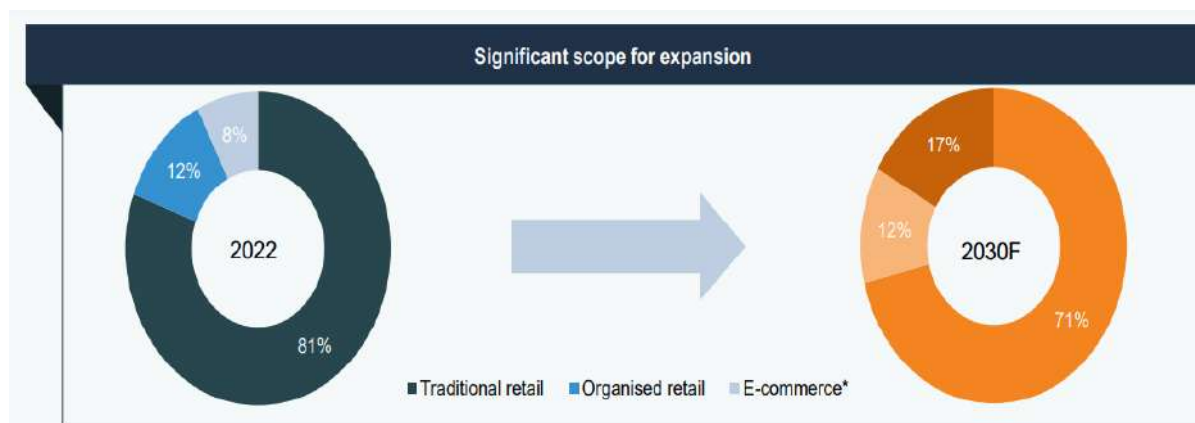 Significant scope for expansion
8%
12%
2022
81%
17%
12%
2030F
71%
Traditional retail
Organised retail
E-commerce*